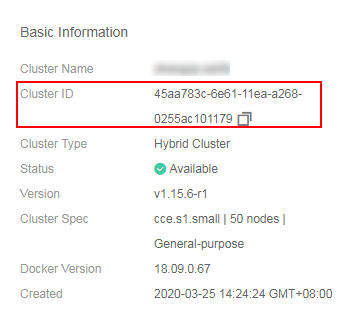 Basic Information
Cluster Name
Cluster ID 45aa783c-6e61-11ea-a268-
0255ac101179
Cluster Type Hybrid Cluster
Status Available
Version v1.15.6-r1
Cluster Spec cce.s1.small | 50 nodes |
General-purpose
Docker Version 18.09.0.67
Created 2020-03-25 14:24:24 GMT+08:00